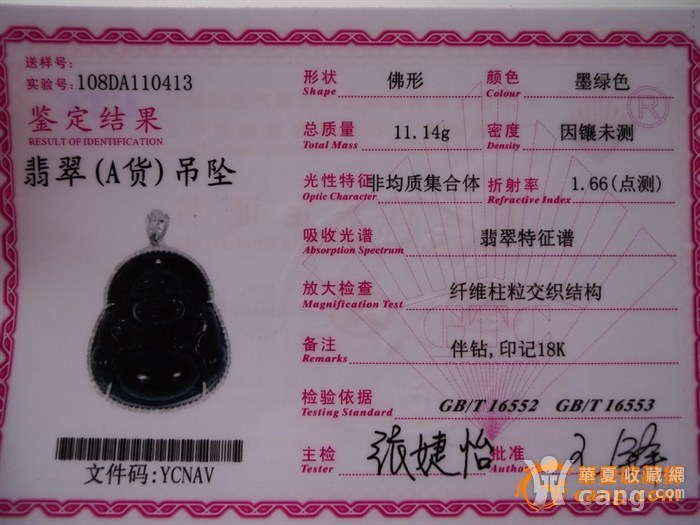 送样号:
实验号:108DA110413
鉴定结果
RESULT OF IDENTIFICATION
翡翠(A货)吊坠
文件码:YCNAV
形状 佛形 颜色 墨绿色
Shape Colour
总质量 11.14g 密度 因镶未测
Total Mass Density
光性特征 非均质集合体 折射率 1.66(点测)
Optic Character Refractive Index
吸收光谱 翡翠特征谱
Absorption Spectrum
放大检查 纤维柱粒交织结构
Magnification Test
备注 伴钻,印记18K
Remarks
检验依据 GB/T 16552 GB/T 16553
Testing Standard
主检 张婕怡 批准
Tester
®
華夏收藏網
cang.com